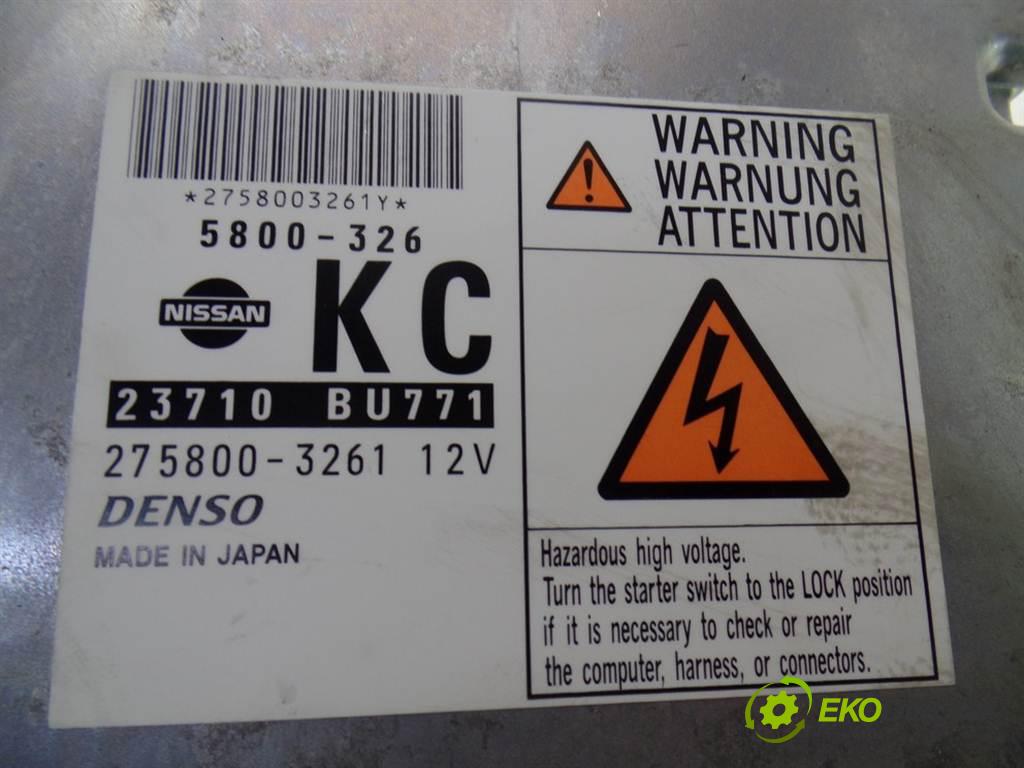 *2758003261Y*
5800-326
NISSAN
KC
23710 BU771
275800-3261 12V
DENSO
MADE IN JAPAN
!
WARNING
WARNUNG
ATTENTION
Hazardous high voltage.
Turn the starter switch to the LOCK position
if it is necessary to check or repair
the computer, harness, or connectors.
EKO